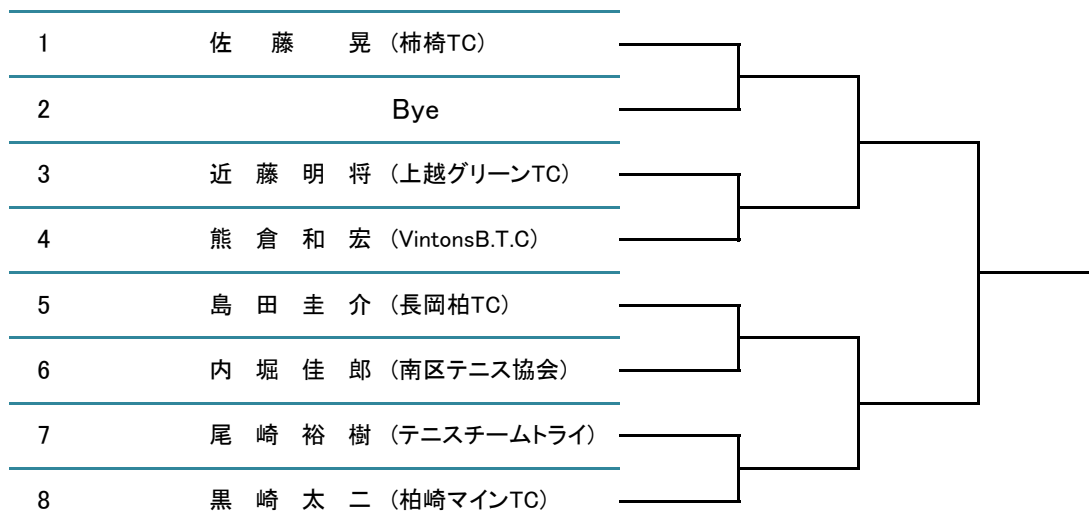 1 佐藤 晃 (柿崎TC)
2 Bye
3 近藤明将 (上越グリーンTC)
4 熊倉和宏 (VintonsB.T.C)
5 島田圭介 (長岡柏TC)
6 内堀佳郎 (南区テニス協会)
7 尾崎裕樹 (テニスチームトライ)
8 黒崎太二 (柏崎マインTC)